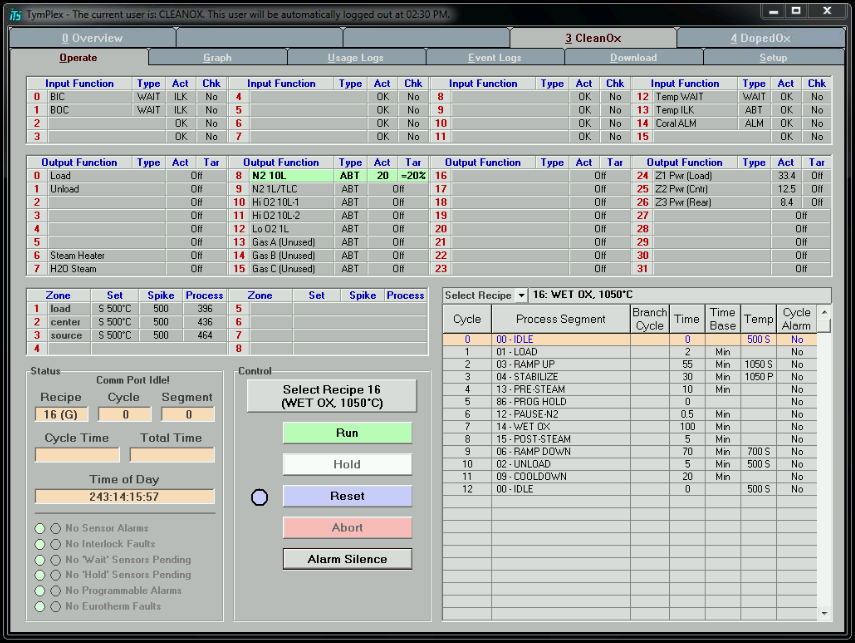 iTS TymPlex - The current user is: CLEANOX. This user will be automatically logged out at 02:30 PM.
0 Overview 3 CleanOx 4 DopedOx
Operate Graph Usage Logs Event Logs Download Setup
Input Function Type Act Chk Input Function Type Act Chk Input Function Type Act Chk Input Function Type Act Chk
0 BIC WAIT ILK No 4 OK No 8 OK No 12 Temp WAIT WAIT OK No
1 BOC WAIT ILK No 5 OK No 9 OK No 13 Temp ILK ABT OK No
2 OK No 6 OK No 10 OK No 14 Coral ALM ALM OK No
3 OK No 7 OK No 11 OK No 15 OK No
Output Function Type Act Tar Output Function Type Act Tar Output Function Type Act Tar Output Function Type Act Tar
0 Load Off 8 N2 10L ABT 20 =20% 16 Off 24 Z1 Pwr (Load) 33.4 Off
1 Unload Off 9 N2 1L/TLC ABT Off 17 Off 25 Z2 Pwr (Cntr) 12.5 Off
2 Off 10 Hi O2 10L-1 ABT Off 18 Off 26 Z3 Pwr (Rear) 8.4 Off
3 Off 11 Hi O2 10L-2 ABT Off 19 Off 27 Off
4 Off 12 Lo O2 1L ABT Off 20 Off 28 Off
5 Off 13 Gas A (Unused) ABT Off 21 Off 29 Off
6 Steam Heater Off 14 Gas B (Unused) ABT Off 22 Off 30 Off
7 H2O Steam Off 15 Gas C (Unused) ABT Off 23 Off 31 Off
Zone Set Spike Process Zone Set Spike Process
1 load S 500°C 500 396 5
2 center S 500°C 500 436 6
3 source S 500°C 500 464 7
4 8
Select Recipe 16: WET OX, 1050°C
Cycle Process Segment Branch Cycle Time Time Base Temp Cycle Alarm
0 00 - IDLE 0 500 S No
1 01 - LOAD 2 Min No
2 03 - RAMP UP 55 Min 1050 S No
3 04 - STABILIZE 30 Min 1050 P No
4 13 - PRE-STEAM 10 Min No
5 86 - PROG HOLD 0 No
6 12 - PAUSE-N2 0.5 Min No
7 14 - WET OX 100 Min No
8 15 - POST-STEAM 5 Min No
9 06 - RAMP DOWN 70 Min 700 S No
10 02 - UNLOAD 5 Min 500 S No
11 09 - COOLDOWN 20 Min No
12 00 - IDLE 0 500 S No
Status
Comm Port Idle!
Recipe Cycle Segment
16 (G) 0 0
Cycle Time Total Time
Time of Day
243:14:15:57
No Sensor Alarms
No Interlock Faults
No 'Wait' Sensors Pending
No 'Hold' Sensors Pending
No Programmable Alarms
No Eurotherm Faults
Control
Select Recipe 16
(WET OX, 1050°C)
Run
Hold
Reset
Abort
Alarm Silence